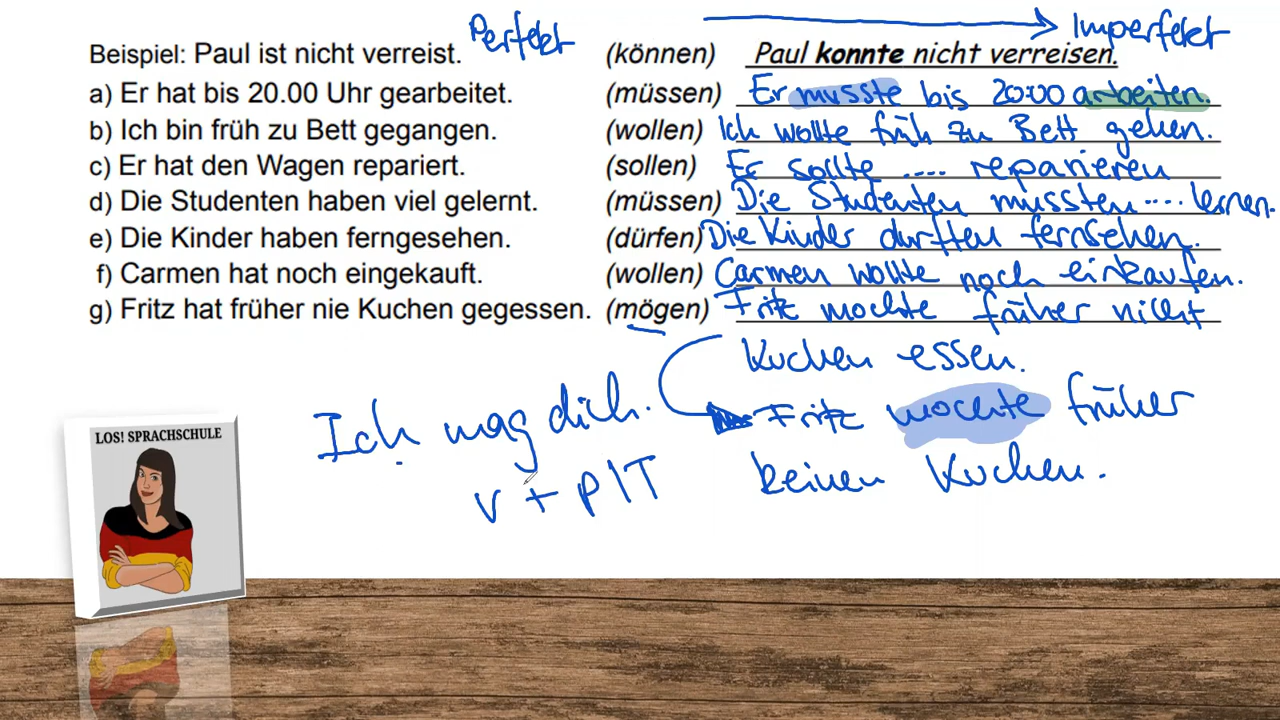 Perfekt → Imperfekt
Beispiel: Paul ist nicht verreist. (können) Paul konnte nicht verreisen.
a) Er hat bis 20.00 Uhr gearbeitet. (müssen) Er musste bis 20:00 arbeiten.
b) Ich bin früh zu Bett gegangen. (wollen) Ich wollte früh zu Bett gehen.
c) Er hat den Wagen repariert. (sollen) Er sollte .... reparieren
d) Die Studenten haben viel gelernt. (müssen) Die Studenten mussten .... lernen.
e) Die Kinder haben ferngesehen. (dürfen) Die Kinder durften fernsehen.
f) Carmen hat noch eingekauft. (wollen) Carmen wollte noch einkaufen.
g) Fritz hat früher nie Kuchen gegessen. (mögen) Fritz mochte früher nicht
Kuchen essen.
Ich mag dich. Fritz mochte früher
v + PIT keinen Kuchen.
LOS! SPRACHSCHULE